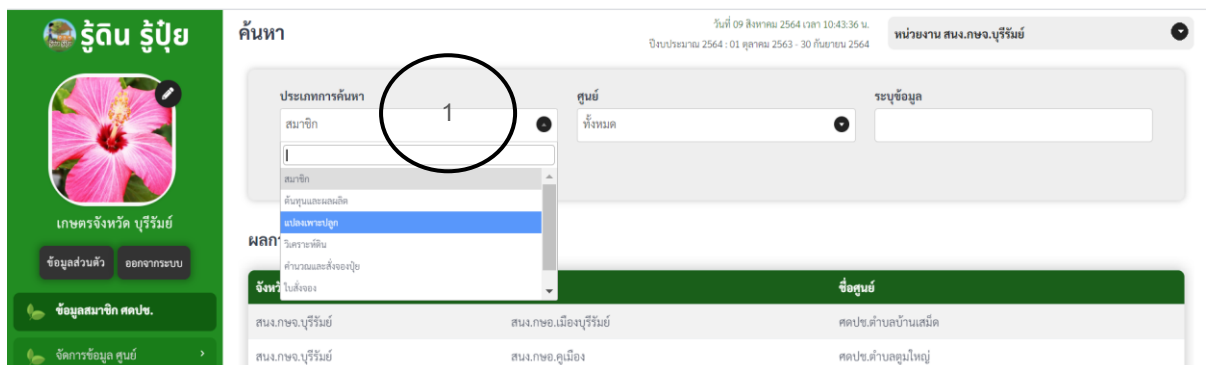 รู้ดิน รู้ปุ๋ย
เกษตรจังหวัด บุรีรัมย์
ข้อมูลส่วนตัว ออกจากระบบ
ข้อมูลสมาชิก ศดปช.
จัดการข้อมูล ศูนย์
ค้นหา
วันที่ 09 สิงหาคม 2564 เวลา 10:43:36 น.
ปีงบประมาณ 2564 : 01 ตุลาคม 2563 - 30 กันยายน 2564
หน่วยงาน สนง.กษจ.บุรีรัมย์
ประเภทการค้นหา ศูนย์ ระบุข้อมูล
สมาชิก 1 ทั้งหมด
สมาชิก
ต้นทุนและผลผลิต
แปลงเพาะปลูก
วิเคราะห์ดิน
คำนวณและสั่งจองปุ๋ย
ใบสั่งจอง
ชื่อศูนย์
สนง.กษจ.บุรีรัมย์ สนง.กษอ.เมืองบุรีรัมย์ ศดปช.ตำบลบ้านเสม็ด
สนง.กษจ.บุรีรัมย์ สนง.กษอ.คูเมือง ศดปช.ตำบลตูมใหญ่